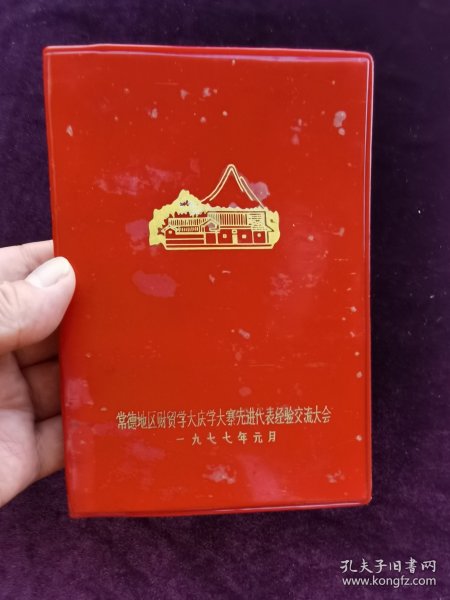 常德地区财贸学大庆学大寨先进代表经验交流大会
一九七七年元月
孔夫子旧书网
www.kongfz.com